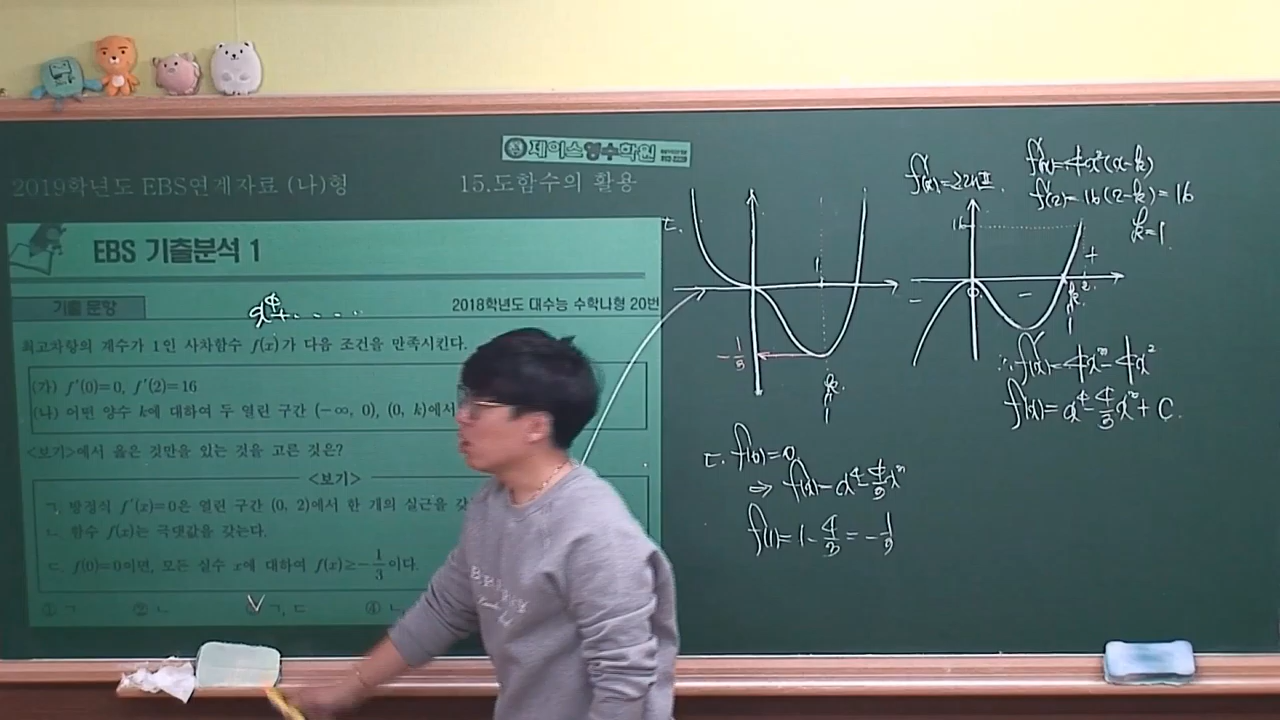 제이스영수학원
2019학년도 EBS연계자료 (나)형
15.도함수의 활용
EBS 기출분석 1
기출 문항
2018학년도 대수능 수학나형 20번
x⁴+.....
최고차항의 계수가 1인 사차함수 f(x)가 다음 조건을 만족시킨다.
(가) f′(0)=0, f′(2)=16
(나) 어떤 양수 k에 대하여 두 열린 구간 (−∞, 0), (0, k)에서
<보기>에서 옳은 것만을 있는 것을 고른 것은?
<보기>
ㄱ. 방정식 f′(x)=0은 열린 구간 (0, 2)에서 한 개의 실근을 갖
ㄴ. 함수 f(x)는 극댓값을 갖는다.
ㄷ. f(0)=0이면, 모든 실수 x에 대하여 f(x)≥−1/3이다.
① ㄱ ② ㄴ ㄱ, ㄷ ④ ㄴ,
ㄷ.
−1/3
k
1
ㄷ. f(0)=0
⇒ f(x)=x⁴−4/3x³
f(1)=1−4/3=−1/3
f′(x)=4x²(x−k)
f′(2)=16(2−k)=16
k=1
16
− 0 − k 2 +
1
∴ f′(x)=4x³−4x²
f(x)=x⁴−4/3x³+C